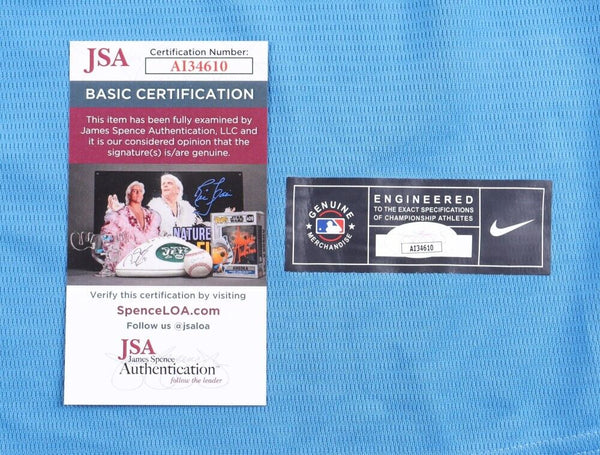 JSA
Certification Number:
AI34610
BASIC CERTIFICATION
This item has been fully examined by
James Spence Authentication, LLC and
it is our considered opinion that the
signature(s) is/are genuine.
NATURE
Verify this certification by visiting
SpenceLOA.com
Follow us @jsaloa
JSA
James Spence
Authentication
follow the leader
GENUINE
MERCHANDISE
ENGINEERED
TO THE EXACT SPECIFICATIONS
OF CHAMPIONSHIP ATHLETES
AI34610